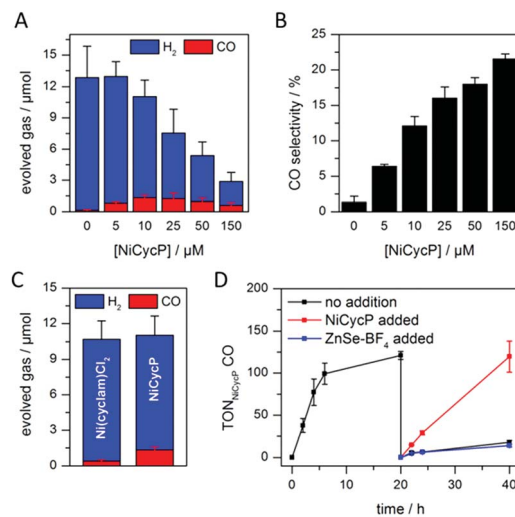 A
H₂ CO
evolved gas / μmol
15
12
9
6
3
0
0 5 10 25 50 150
[NiCycP] / μM
B
CO selectivity / %
25
20
15
10
5
0
0 5 10 25 50 150
[NiCycP] / μM
C
H₂ CO
evolved gas / μmol
15
12
9
6
3
0
Ni(cyclam)Cl₂
NiCycP
D
no addition
NiCycP added
ZnSe-BF₄ added
TON NiCycP CO
200
150
100
50
0
0 10 20 30 40
time / h